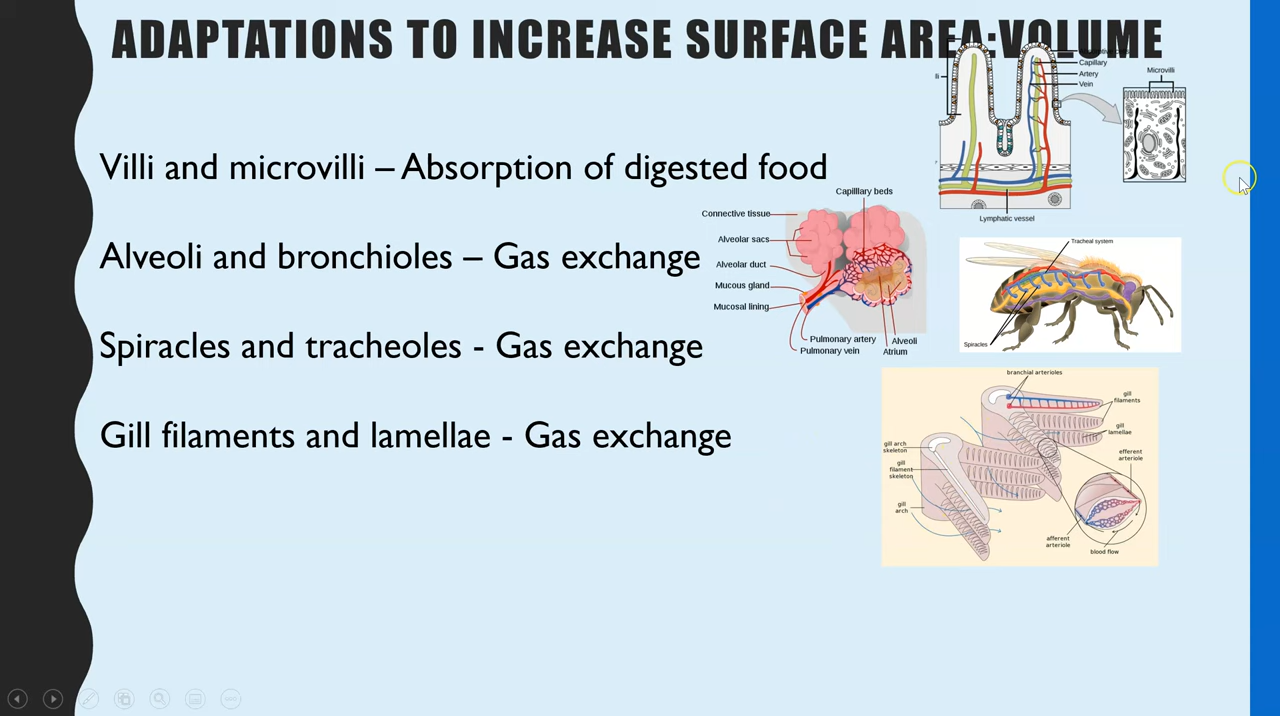 ADAPTATIONS TO INCREASE SURFACE AREA:VOLUME
Villi and microvilli – Absorption of digested food
Alveoli and bronchioles – Gas exchange
Spiracles and tracheoles - Gas exchange
Gill filaments and lamellae - Gas exchange
Capillary
Artery
Vein
Microvilli
Lymphatic vessel
Capilllary beds
Connective tissue
Alveolar sacs
Alveolar duct
Mucous gland
Mucosal lining
Pulmonary artery
Pulmonary vein
Alveoli
Atrium
Tracheal system
Spiracles
branchial arterioles
gill
filaments
gill
lamellae
efferent
arteriole
gill arch
skeleton
gill
filament
skeleton
gill
arch
afferent
arteriole
blood flow